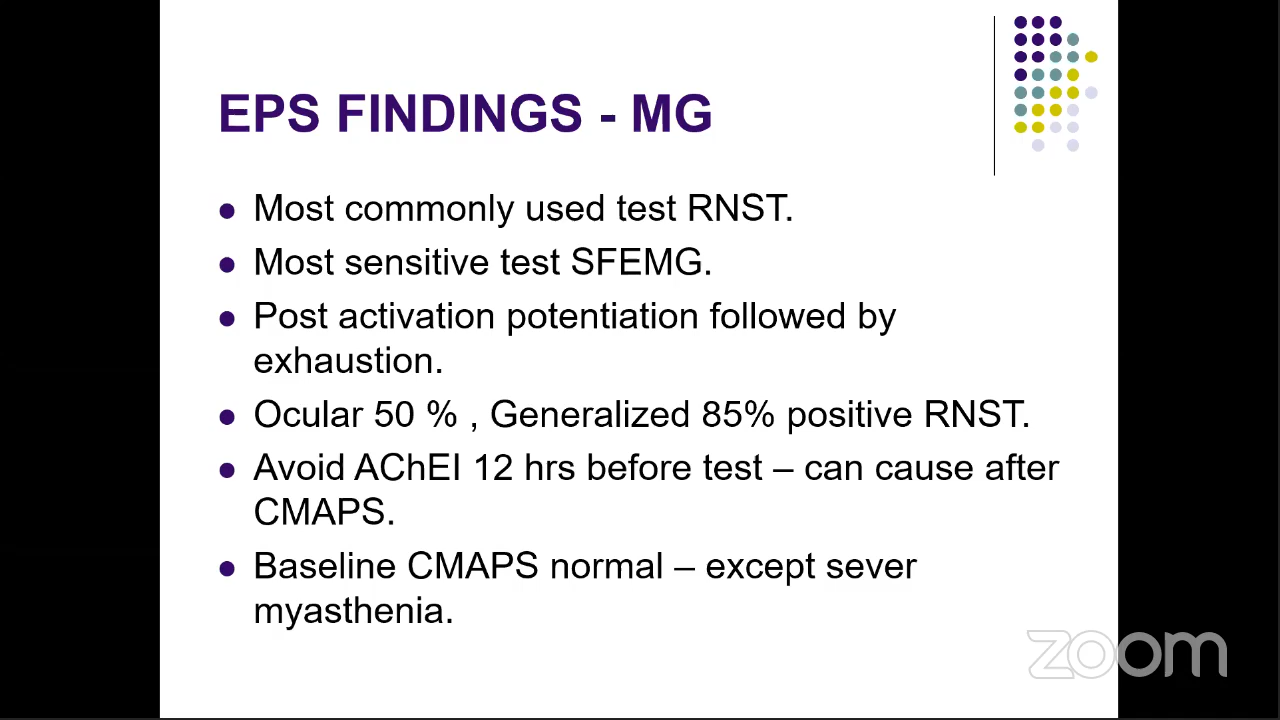 EPS FINDINGS - MG
Most commonly used test RNST.
Most sensitive test SFEMG.
Post activation potentiation followed by
exhaustion.
Ocular 50 % , Generalized 85% positive RNST.
Avoid AChEI 12 hrs before test – can cause after
CMAPS.
Baseline CMAPS normal – except sever
myasthenia.
zoom